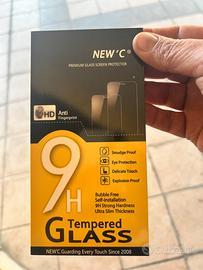 NEW'C®
PREMIUM GLASS SCREEN PROTECTOR
HD
Anti
Fingerprint
9H
Smudge Proof
Eye Protection
Delicate Touch
Explosion Proof
Bubble Free
Self-Installation
9H Strong Hardness
Ultra Slim Thickness
Tempered
GLASS
NEW'C Guarding Every Touch Since 2008